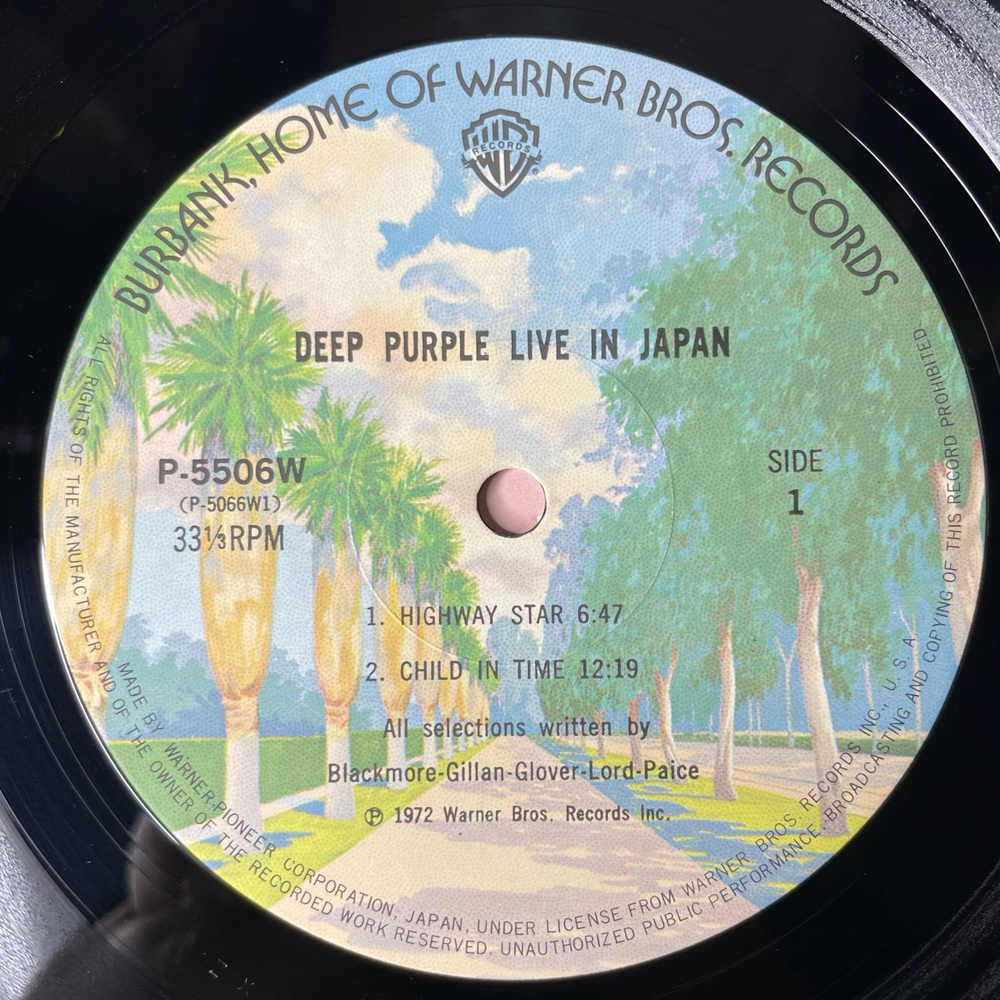 BURBANK, HOME OF WARNER BROS. RECORDS
WB
RECORDS
®
DEEP PURPLE LIVE IN JAPAN
P-5506W
(P-5066W1)
33⅓RPM
SIDE
1
1. HIGHWAY STAR 6:47
2. CHILD IN TIME 12:19
All selections written by
Blackmore-Gillan-Glover-Lord-Paice
℗ 1972 Warner Bros. Records Inc.
MADE BY WARNER-PIONEER CORPORATION, JAPAN, UNDER LICENSE FROM WARNER BROS. RECORDS INC., U. S. A.
ALL RIGHTS OF THE MANUFACTURER AND OF THE OWNER OF THE RECORDED WORK RESERVED. UNAUTHORIZED PUBLIC PERFORMANCE. BROADCASTING AND COPYING OF THIS RECORD PROHIBITED